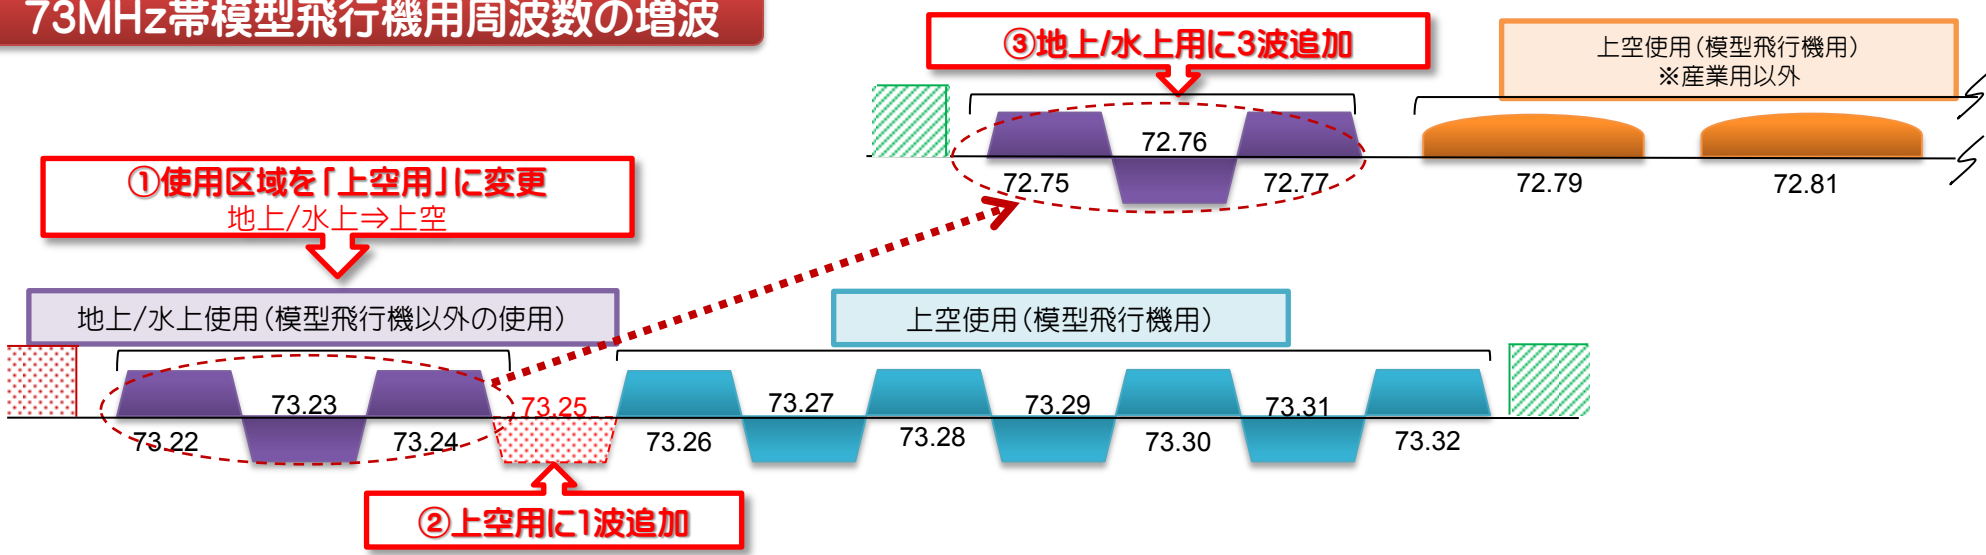 73MHz帯模型飛行機用周波数の増波
③地上/水上用に3波追加
上空使用(模型飛行機用)
※産業用以外
72.76
72.75
72.77
72.79
72.81
①使用区域を「上空用」に変更
地上/水上⇒上空
地上/水上使用(模型飛行機以外の使用)
上空使用(模型飛行機用)
73.23
73.25
73.27
73.29
73.31
73.22
73.24
73.26
73.28
73.30
73.32
②上空用に1波追加